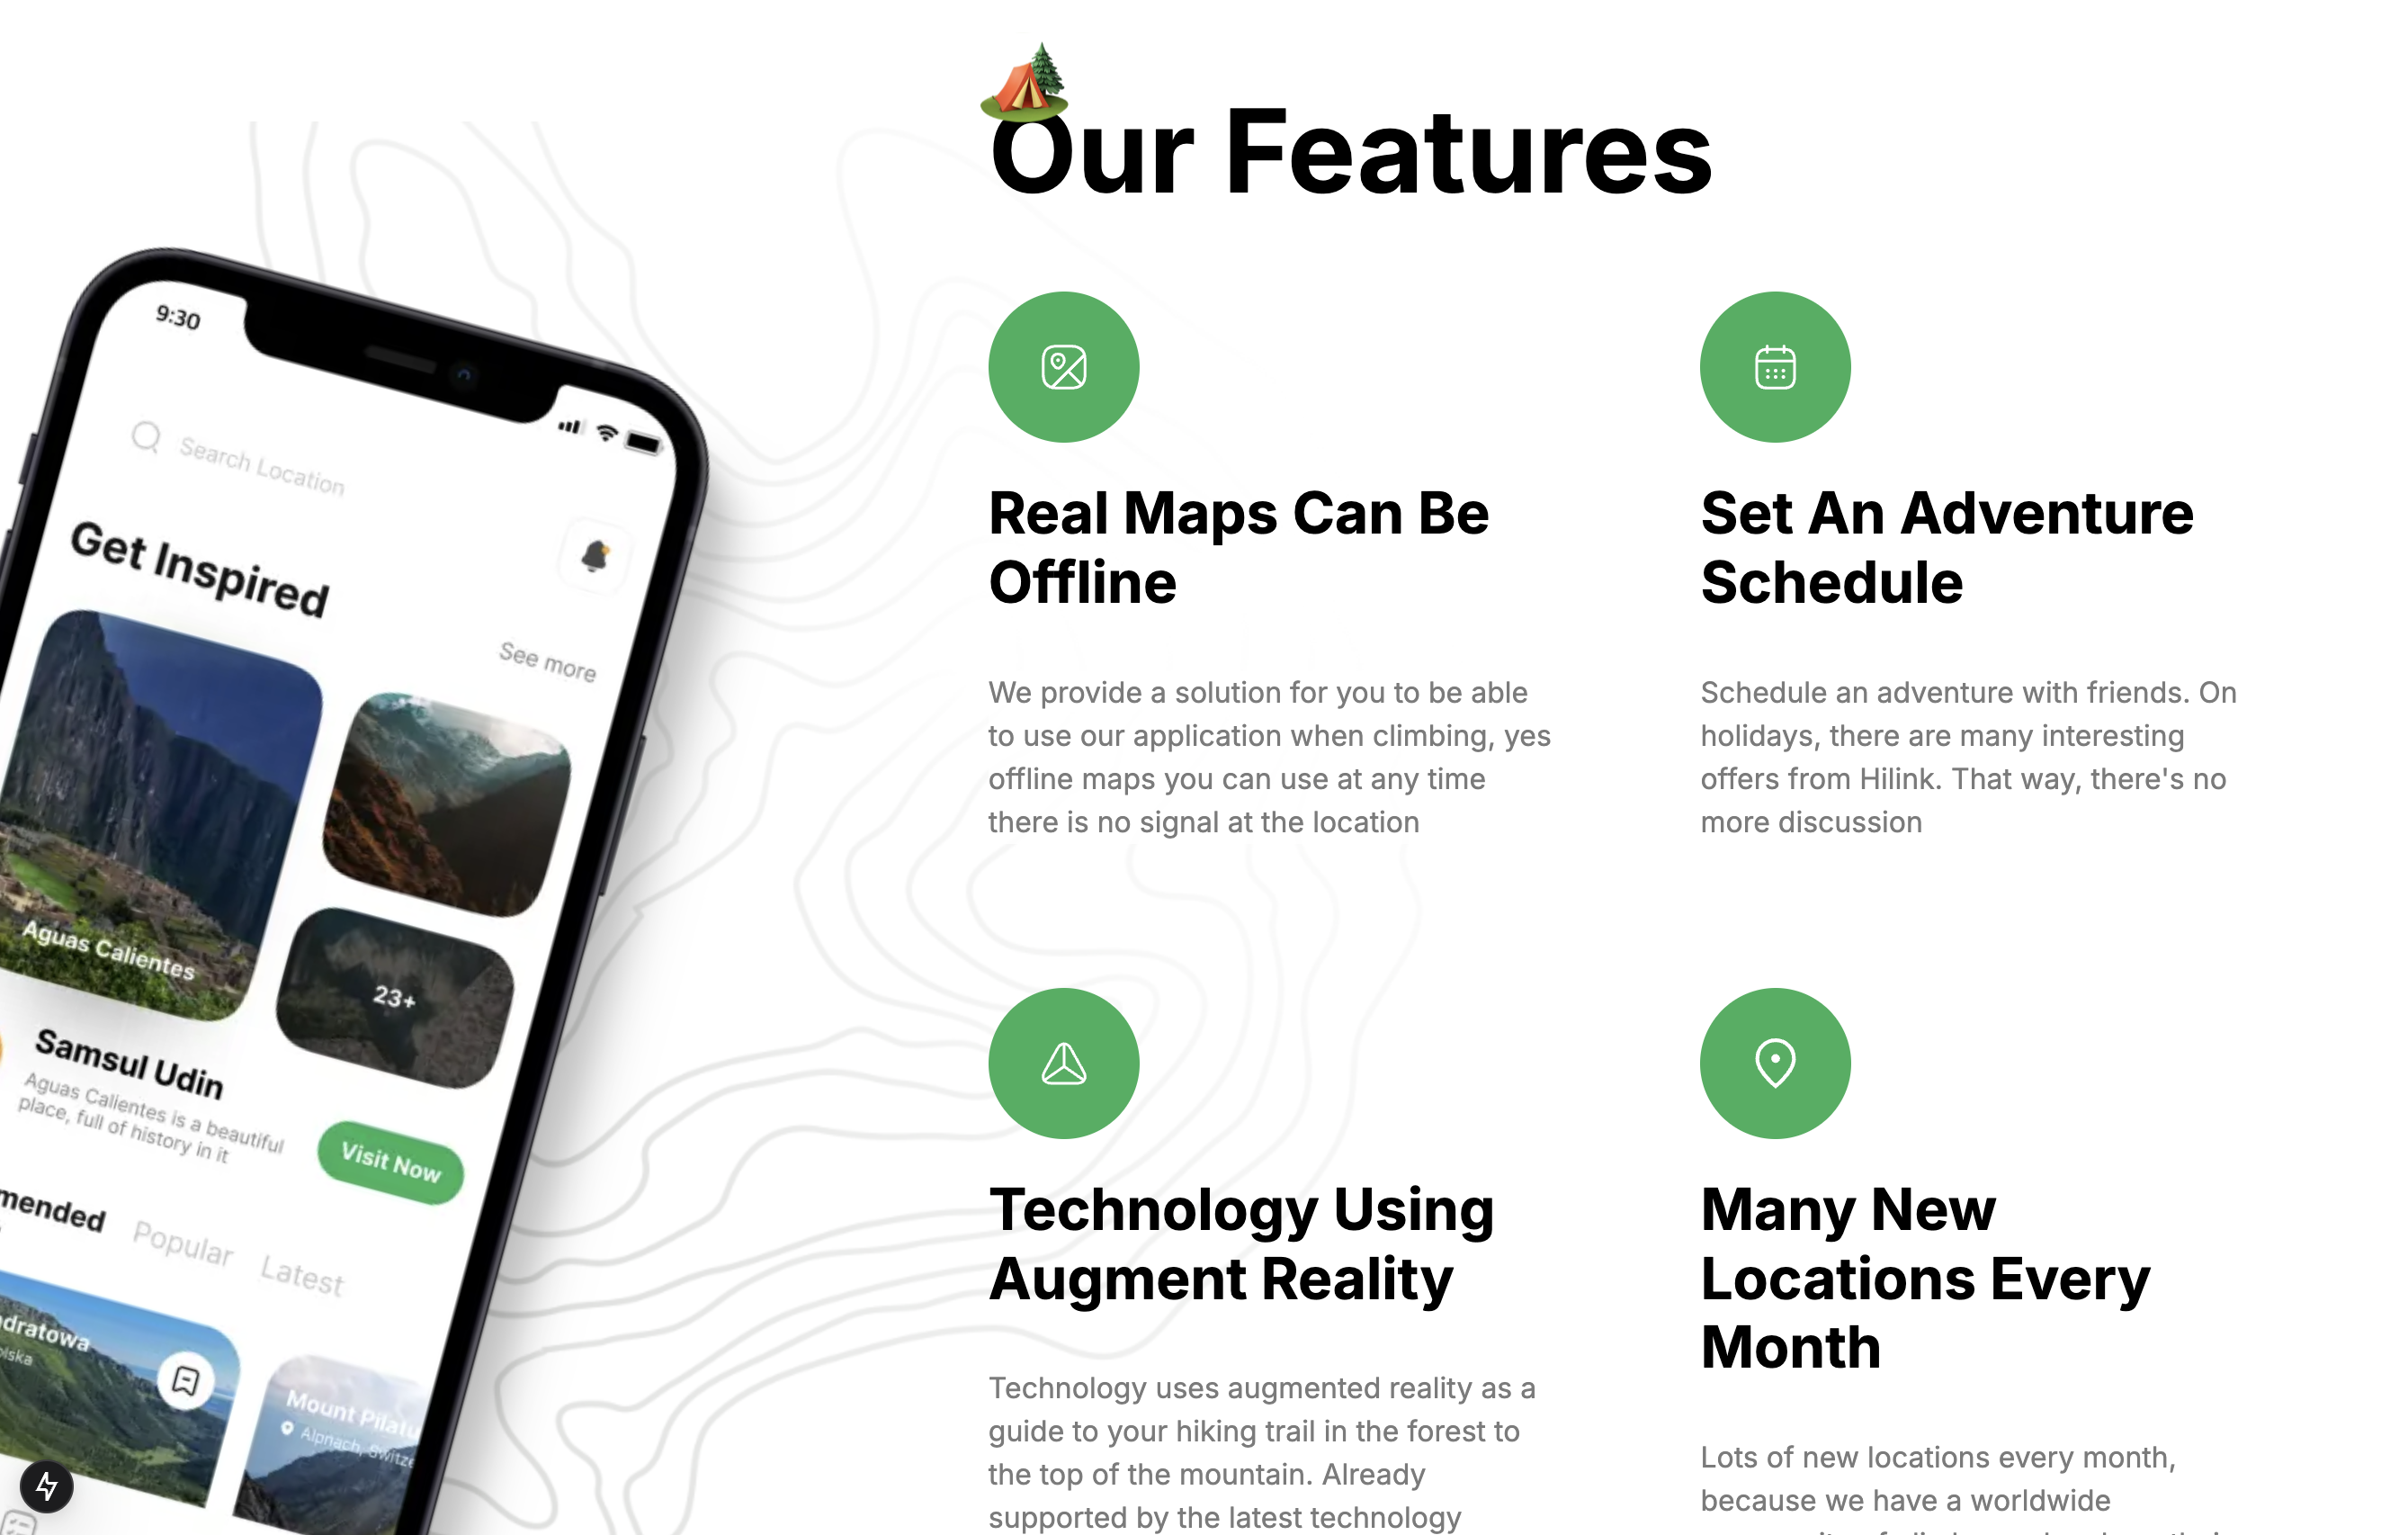 Our Features
9:30
Search Location
Get Inspired
See more
Aguas Calientes
23+
Samsul Udin
Aguas Calientes is a beautiful
place, full of history in it
Visit Now
Popular Latest
Alpnach,
Mount
Real Maps Can Be
Offline
We provide a solution for you to be able
to use our application when climbing, yes
offline maps you can use at any time
there is no signal at the location
Set An Adventure
Schedule
Schedule an adventure with friends. On
holidays, there are many interesting
offers from Hilink. That way, there's no
more discussion
Technology Using
Augment Reality
Technology uses augmented reality as a
guide to your hiking trail in the forest to
the top of the mountain. Already
supported by the latest technology
Many New
Locations Every
Month
Lots of new locations every month,
because we have a worldwide